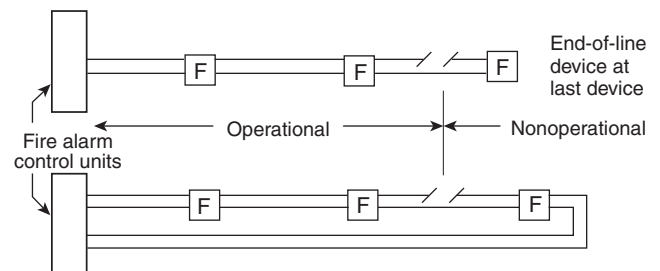 F F F
End-of-line
device at
last device
Operational
Nonoperational
Fire alarm
control units
F F F